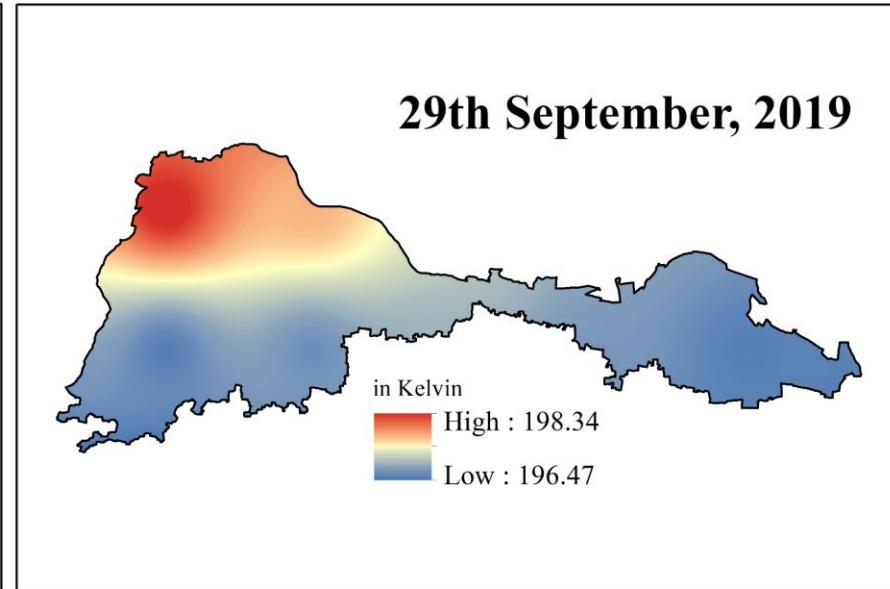 29th September, 2019
in Kelvin
High : 198.34
Low : 196.47